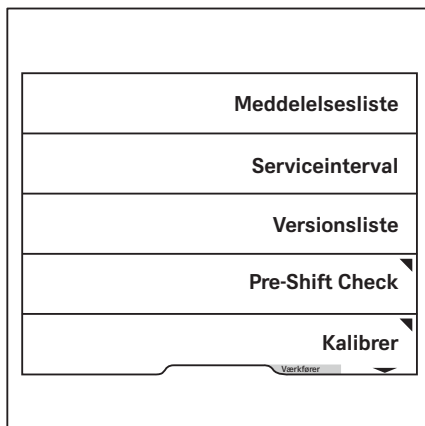 Meddelelsesliste
Serviceinterval
Versionsliste
Pre-Shift Check
Kalibrer
Værkfører